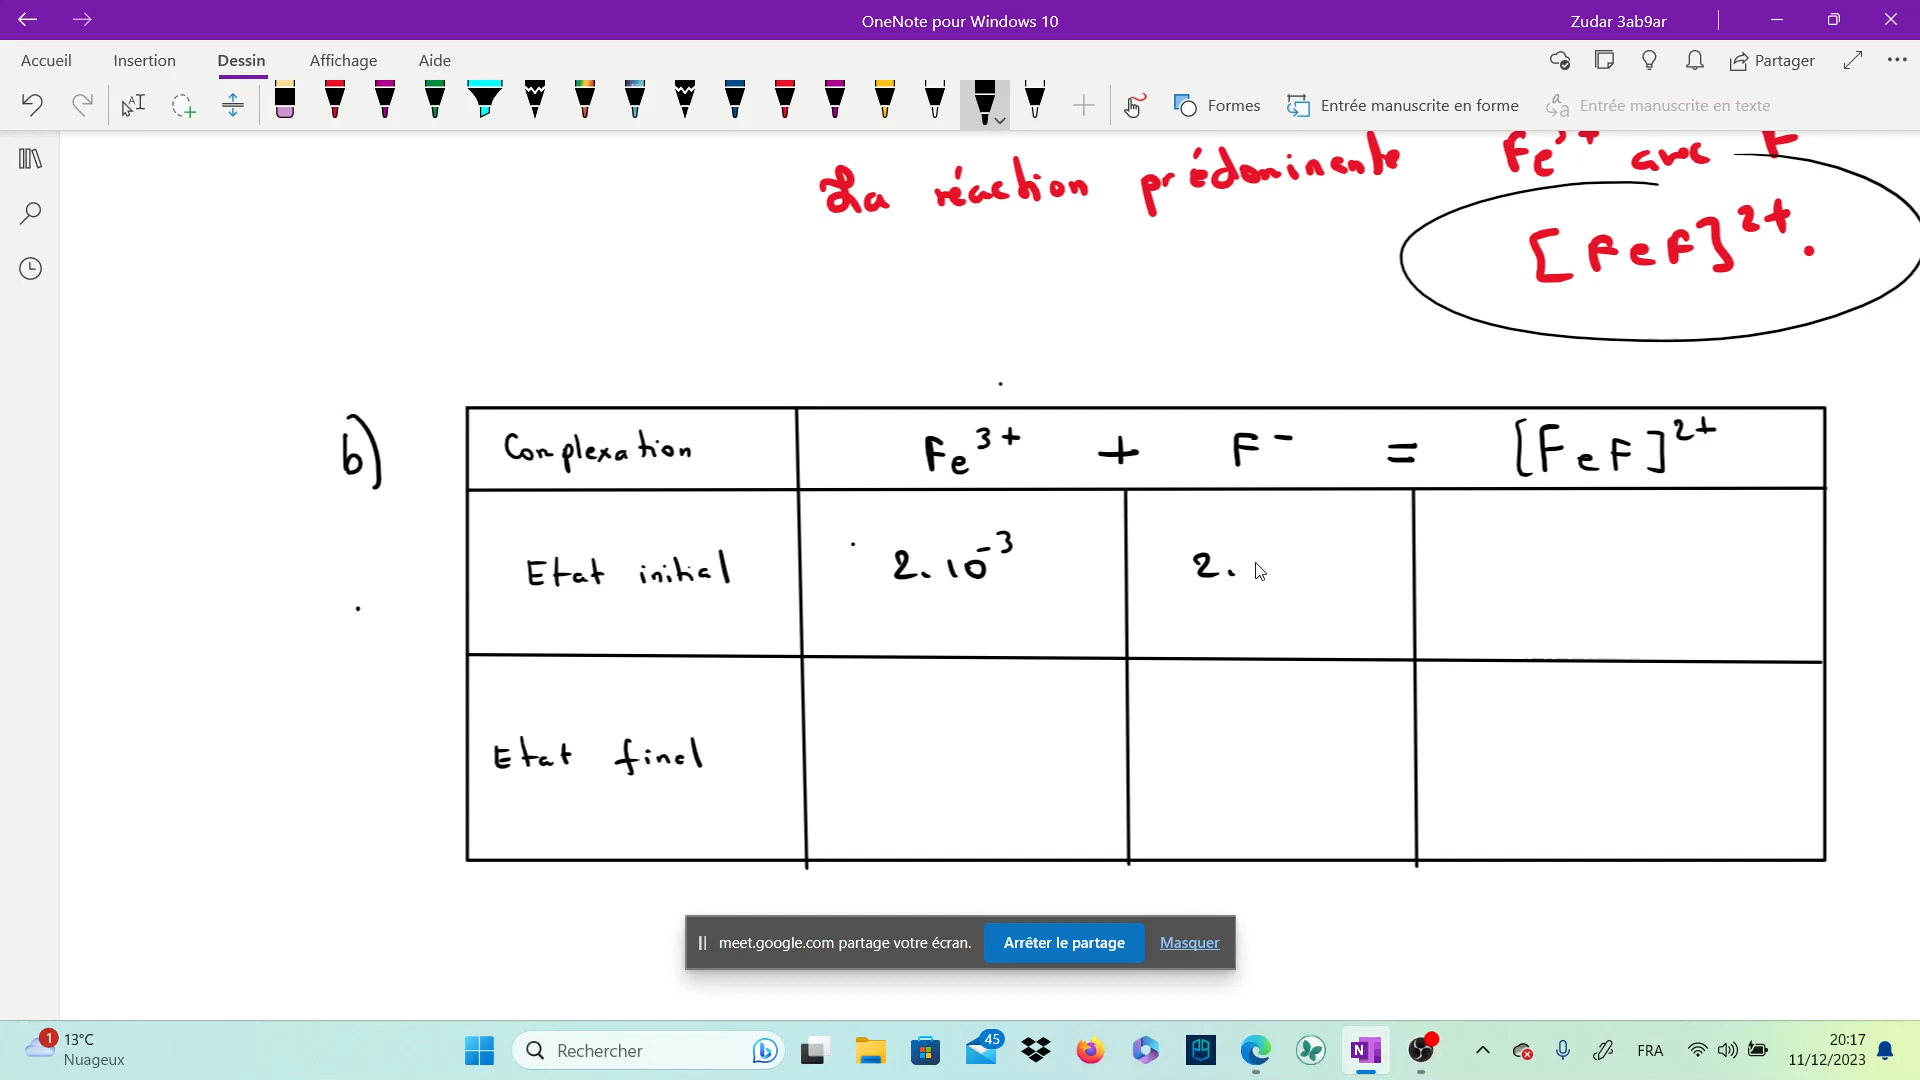 OneNote pour Windows 10
Zudar 3ab9ar
Accueil Insertion Dessin Affichage Aide
Partager
Formes
Entrée manuscrite en forme
Entrée manuscrite en texte
La réaction prédominente Fe³⁺ avec F
[FeF]²⁺.
b)
Complexation Fe³⁺ + F⁻ = [FeF]²⁺
Etat initial 2.10⁻³ 2.
Etat final
meet.google.com partage votre écran. Arrêter le partage Masquer
1
13°C
Nuageux
Rechercher
45
FRA
20:17
11/12/2023